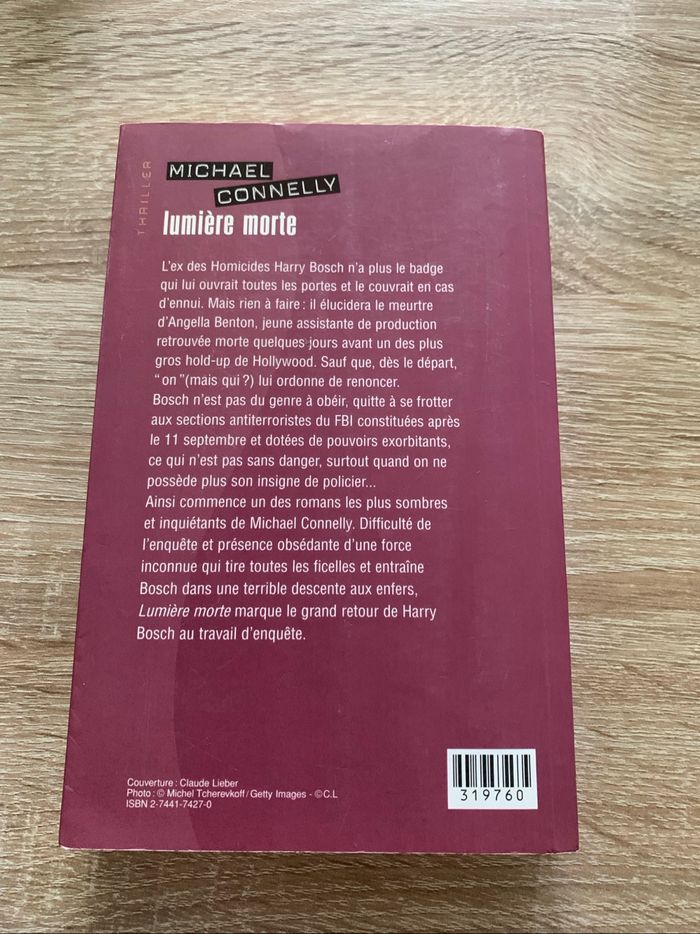 THRILLER
MICHAEL
CONNELLY
lumière morte
L'ex des Homicides Harry Bosch n'a plus le badge
qui lui ouvrait toutes les portes et le couvrait en cas
d'ennui. Mais rien à faire : il élucidera le meurtre
d'Angella Benton, jeune assistante de production
retrouvée morte quelques jours avant un des plus
gros hold-up de Hollywood. Sauf que, dès le départ,
"on"(mais qui ?) lui ordonne de renoncer.
Bosch n'est pas du genre à obéir, quitte à se frotter
aux sections antiterroristes du FBI constituées après
le 11 septembre et dotées de pouvoirs exorbitants,
ce qui n'est pas sans danger, surtout quand on ne
possède plus son insigne de policier...
Ainsi commence un des romans les plus sombres
et inquiétants de Michael Connelly. Difficulté de
l'enquête et présence obsédante d'une force
inconnue qui tire toutes les ficelles et entraîne
Bosch dans une terrible descente aux enfers,
Lumière morte marque le grand retour de Harry
Bosch au travail d'enquête.
Couverture : Claude Lieber
Photo : © Michel Tcherevkoff / Getty Images - © C.L
ISBN 2-7441-7427-0
319760